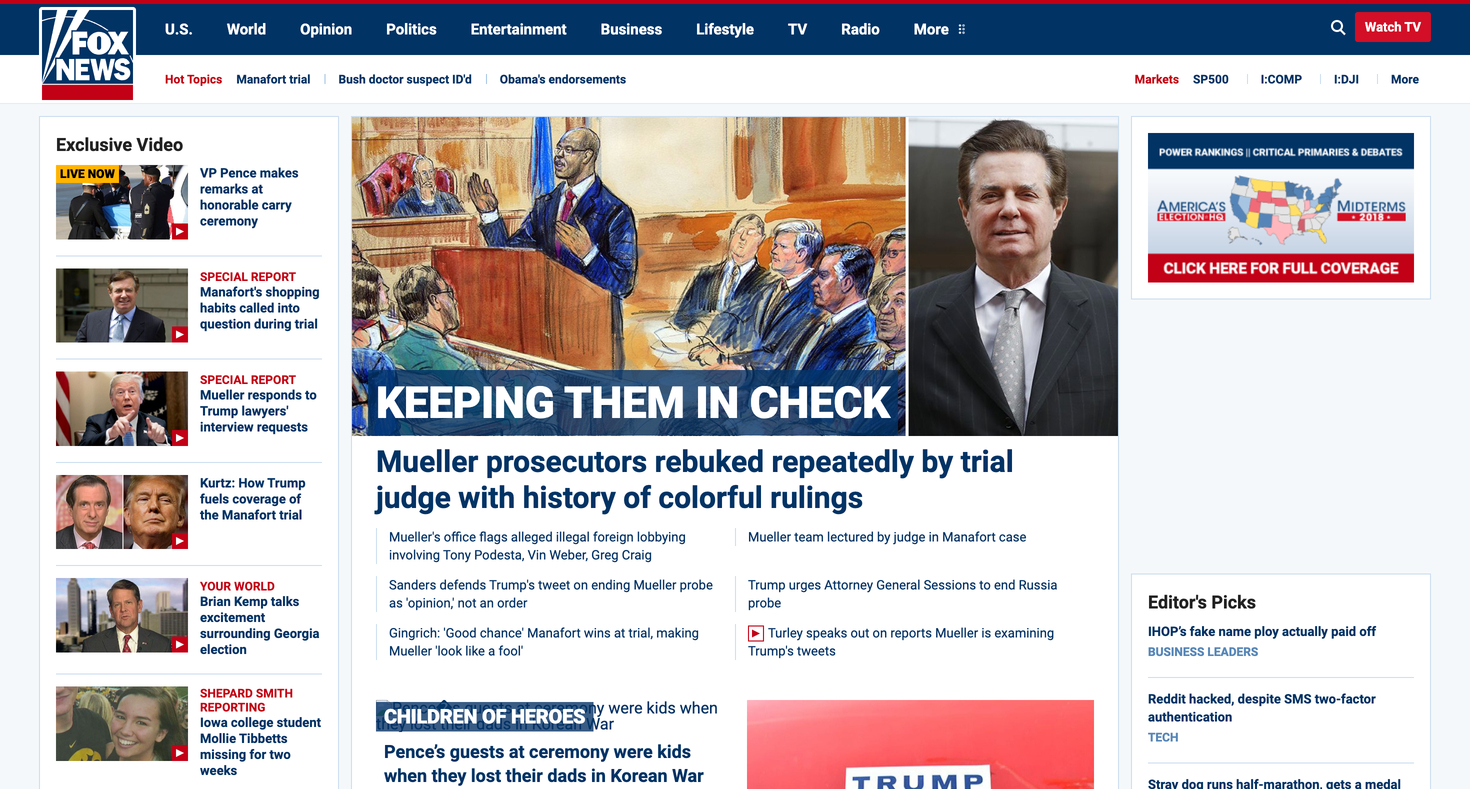 FOX
NEWS
U.S.
World
Opinion
Politics
Entertainment
Business
Lifestyle
TV
Radio
More
Watch TV
Hot Topics
Manafort trial
Bush doctor suspect ID'd
Obama's endorsements
Markets
SP500
I:COMP
I:DJI
More
Exclusive Video
LIVE NOW
VP Pence makes
remarks at
honorable carry
ceremony
SPECIAL REPORT
Manafort's shopping
habits called into
question during trial
SPECIAL REPORT
Mueller responds to
Trump lawyers'
interview requests
Kurtz: How Trump
fuels coverage of
the Manafort trial
YOUR WORLD
Brian Kemp talks
excitement
surrounding Georgia
election
SHEPARD SMITH
REPORTING
Iowa college student
Mollie Tibbetts
missing for two
weeks
KEEPING THEM IN CHECK
Mueller prosecutors rebuked repeatedly by trial
judge with history of colorful rulings
Mueller's office flags alleged illegal foreign lobbying
involving Tony Podesta, Vin Weber, Greg Craig
Mueller team lectured by judge in Manafort case
Sanders defends Trump's tweet on ending Mueller probe
as 'opinion,' not an order
Trump urges Attorney General Sessions to end Russia
probe
Gingrich: 'Good chance' Manafort wins at trial, making
Mueller 'look like a fool'
Turley speaks out on reports Mueller is examining
Trump's tweets
Pence's guests at ceremony were kids when
they lost their dads in Korean War
CHILDREN OF HEROES
Pence’s guests at ceremony were kids
when they lost their dads in Korean War
TRUMP
POWER RANKINGS || CRITICAL PRIMARIES & DEBATES
AMERICA'S
ELECTION HQ
MIDTERMS
2018
CLICK HERE FOR FULL COVERAGE
Editor's Picks
IHOP’s fake name ploy actually paid off
BUSINESS LEADERS
Reddit hacked, despite SMS two-factor
authentication
TECH
Stray dog runs half-marathon, gets a medal